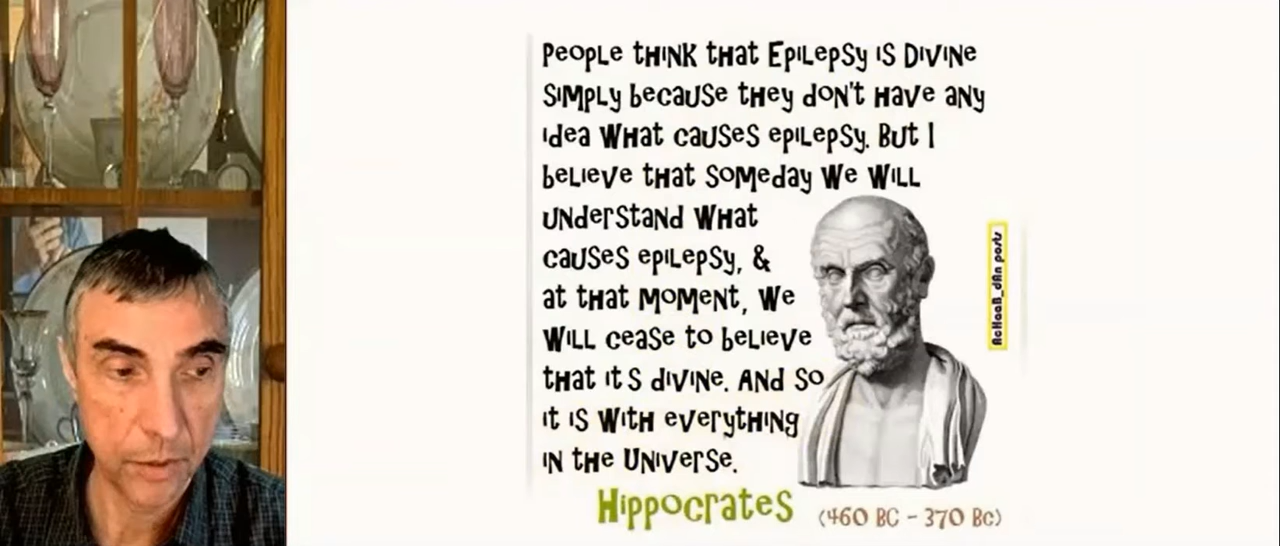 People think that Epilepsy is Divine
simply because they don't have any
idea what causes epilepsy. But I
believe that someday we will
understand what
causes epilepsy, &
at that moment, we
will cease to believe
that it s divine. And so
it is with everything
in the Universe.
Hippocrates (460 BC - 370 BC)
AcHaaB_dAn posts